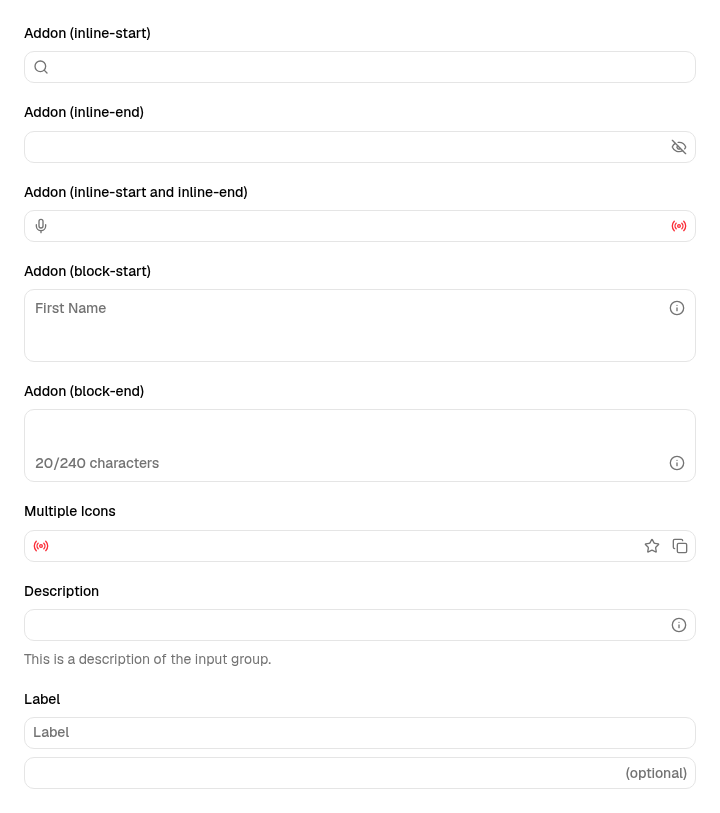 Addon (inline-start)
Addon (inline-end)
Addon (inline-start and inline-end)
Addon (block-start)
First Name
Addon (block-end)
20/240 characters
Multiple Icons
Description
This is a description of the input group.
Label
Label
(optional)